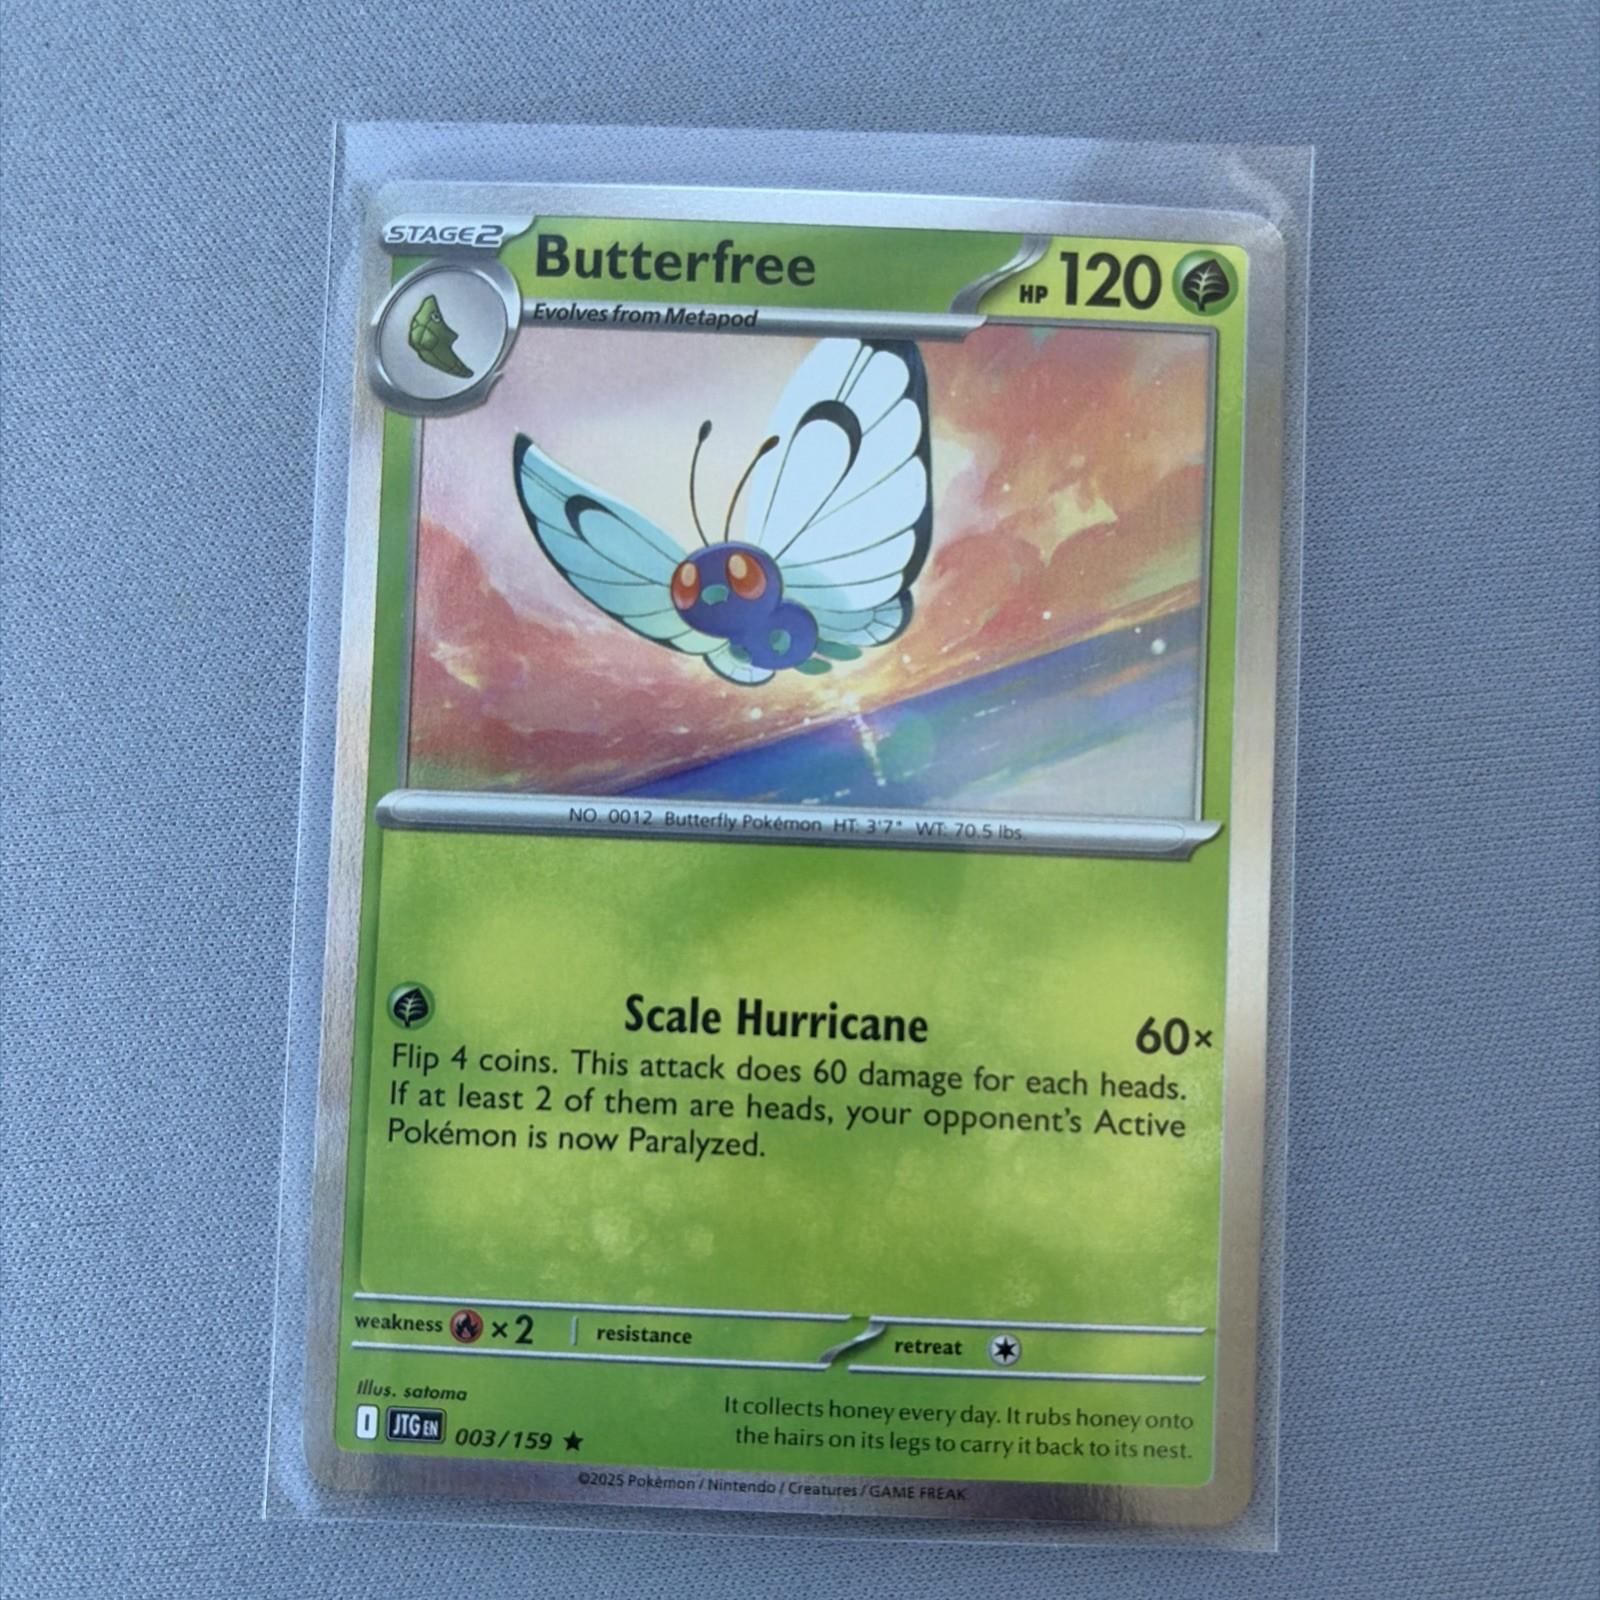 STAGE2
Butterfree
HP 120
Evolves from Metapod
NO. 0012 Butterfly Pokémon HT: 3'7" WT: 70.5 lbs.
Scale Hurricane 60×
Flip 4 coins. This attack does 60 damage for each heads.
If at least 2 of them are heads, your opponent's Active
Pokémon is now Paralyzed.
weakness ×2 resistance retreat
Illus. satoma
I JTG EN 003/159 ★
It collects honey every day. It rubs honey onto
the hairs on its legs to carry it back to its nest.
©2025 Pokémon / Nintendo / Creatures / GAME FREAK